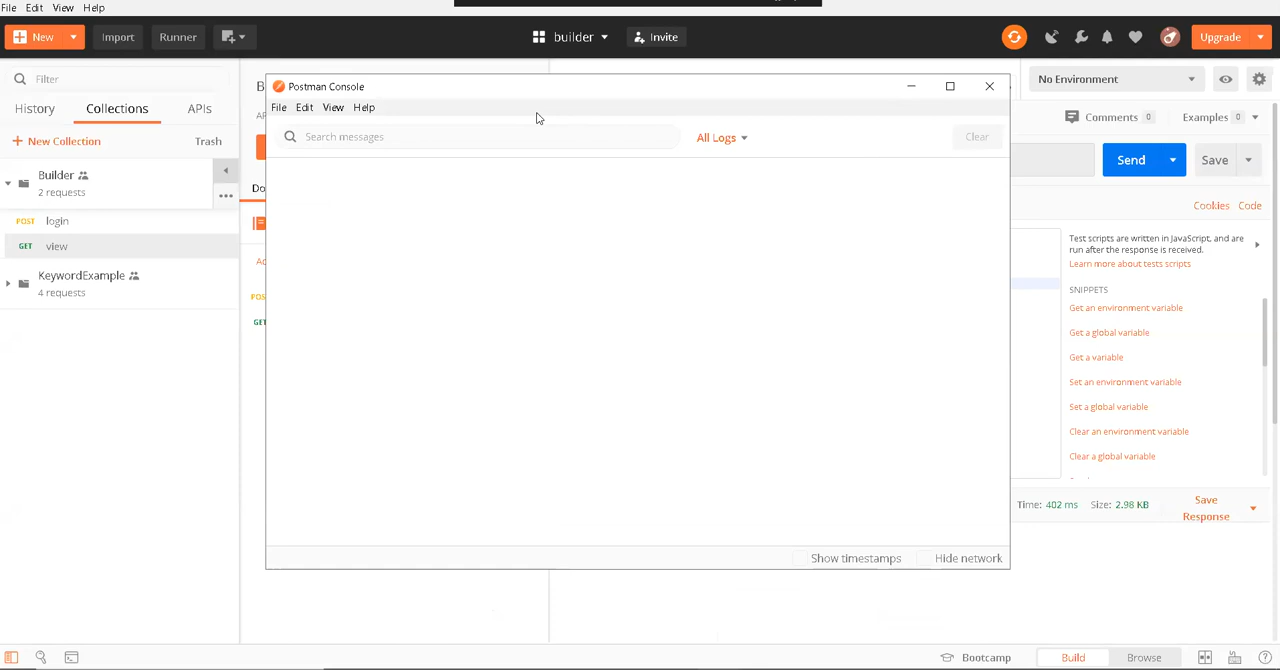 File Edit View Help
New Import Runner builder Invite Upgrade
Filter
History Collections APIs
New Collection Trash
Builder
2 requests
POST login
GET view
KeywordExample
4 requests
B
AP
Do
Ad
POS
GET
Postman Console
File Edit View Help
Search messages All Logs Clear
Show timestamps Hide network
No Environment
Comments 0 Examples 0
Send Save
Cookies Code
Test scripts are written in JavaScript, and are
run after the response is received.
Learn more about tests scripts
SNIPPETS
Get an environment variable
Get a global variable
Get a variable
Set an environment variable
Set a global variable
Clear an environment variable
Clear a global variable
Time: 402 ms Size: 2.98 KB Save
Response
Bootcamp Build Browse